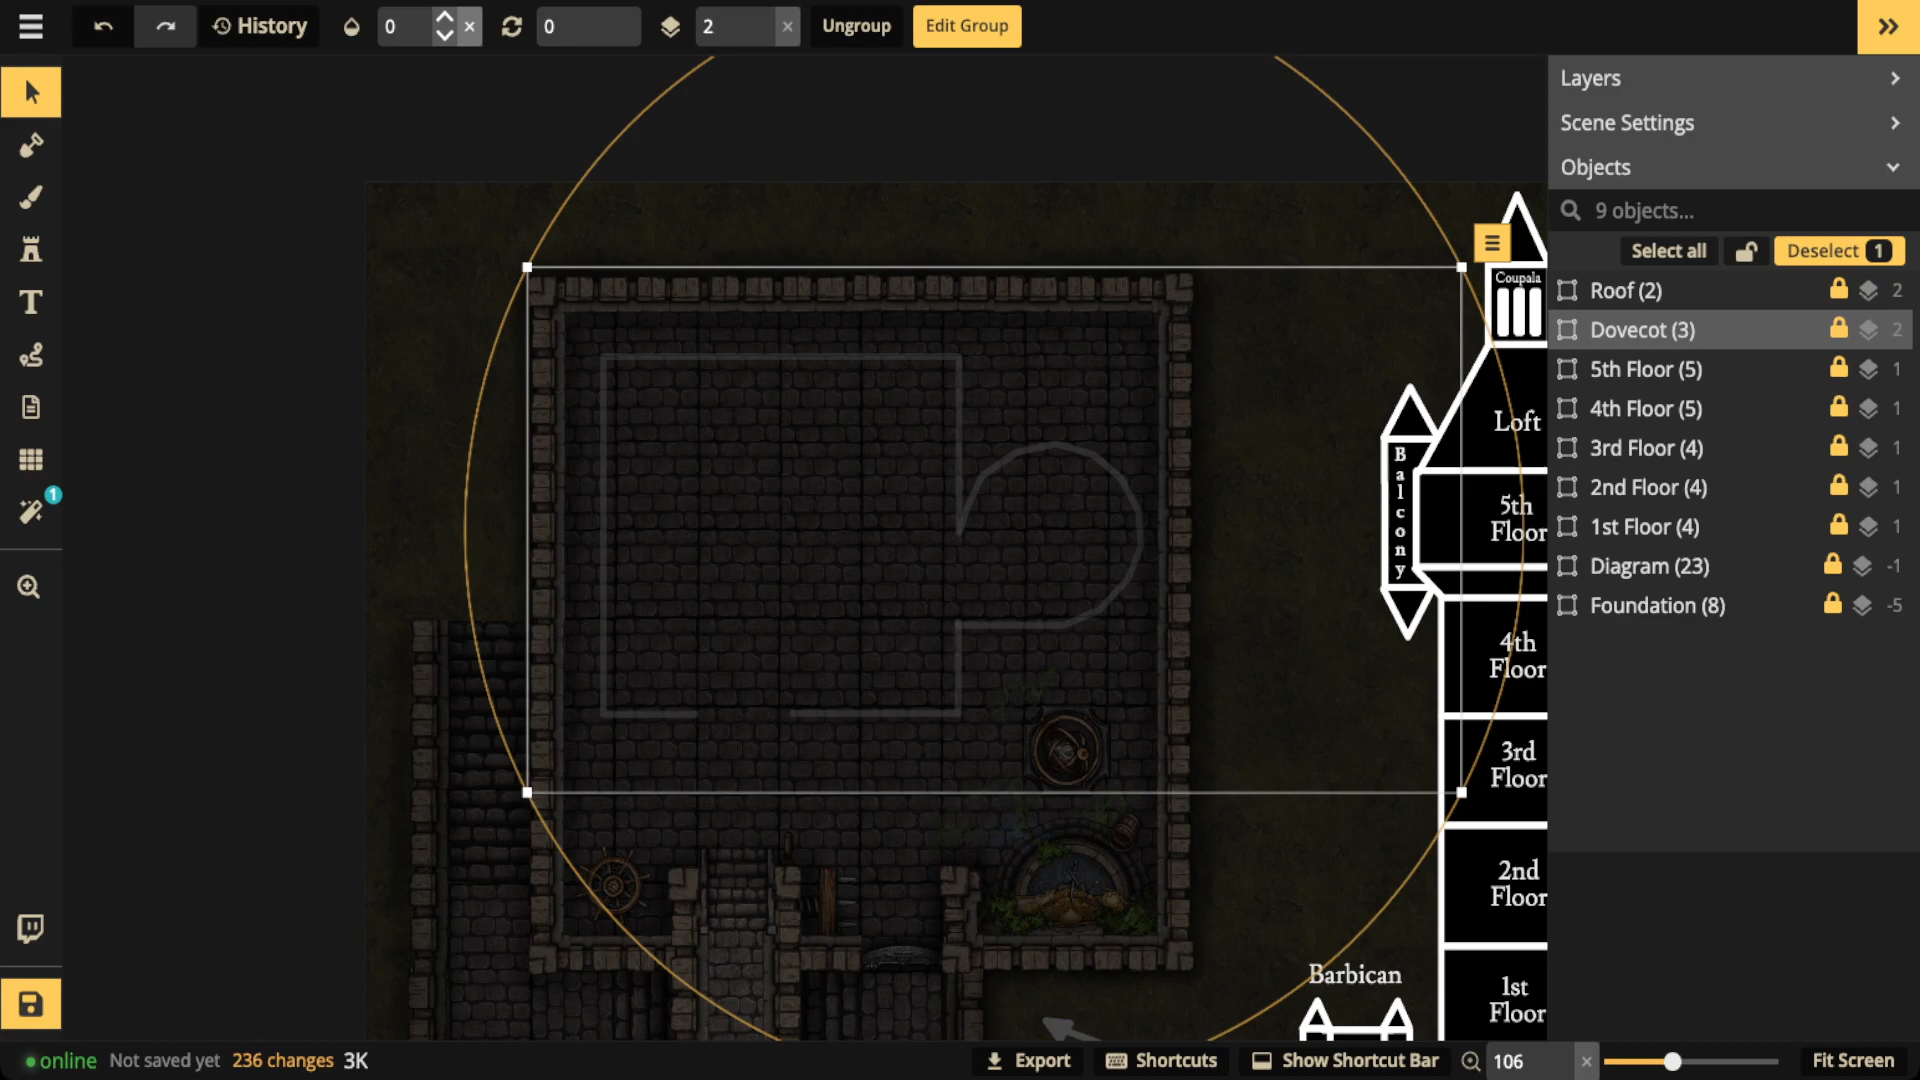 History
0
0
2
Ungroup
Edit Group
Layers
Scene Settings
Objects
9 objects...
Select all
Deselect 1
Roof (2)
2
Dovecot (3)
2
5th Floor (5)
1
4th Floor (5)
1
3rd Floor (4)
1
2nd Floor (4)
1
1st Floor (4)
1
Diagram (23)
-1
Foundation (8)
-5
1
Coupala
Loft
Balcony
5th
Floor
4th
Floor
3rd
Floor
2nd
Floor
1st
Floor
Barbican
online
Not saved yet
236 changes
3K
Export
Shortcuts
Show Shortcut Bar
106
Fit Screen